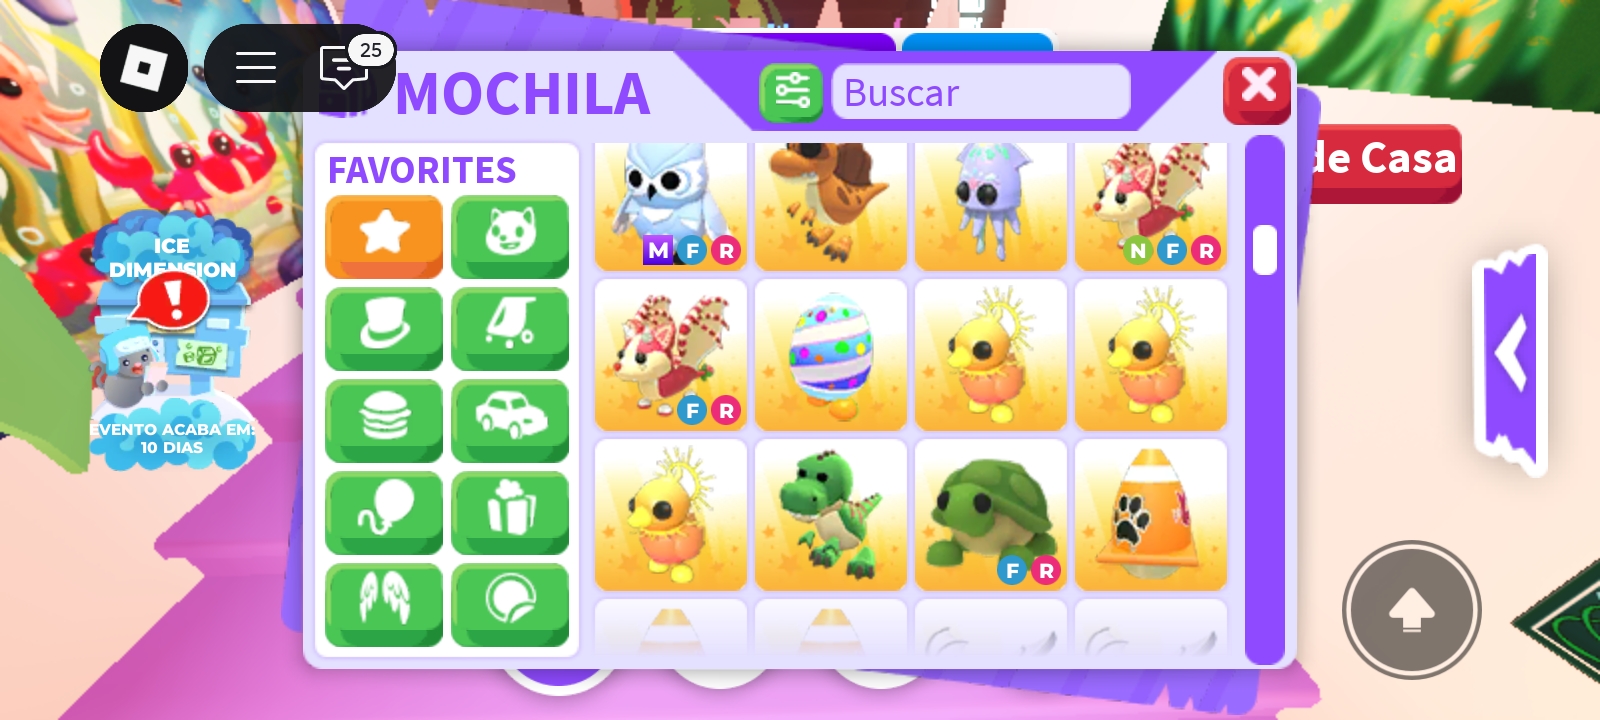 25
MOCHILA
Buscar
de Casa
FAVORITES
ICE
DIMENSION
!
EVENTO ACABA EM:
10 DIAS
M F R
N F R
F R
F R